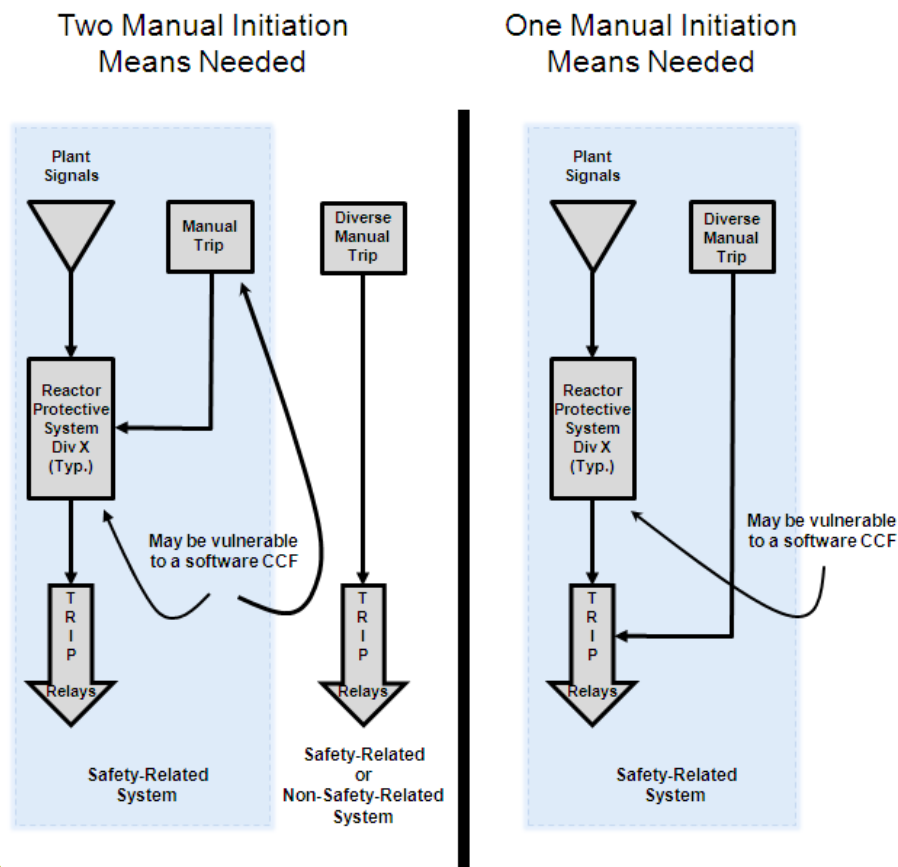 Two Manual Initiation
Means Needed
Plant
Signals
Manual
Trip
Diverse
Manual
Trip
Reactor
Protective
System
Div X
(Typ.)
May be vulnerable
to a software CCF
T
R
I
P
Relays
T
R
I
P
Relays
Safety-Related
System
Safety-Related
or
Non-Safety-Related
System
One Manual Initiation
Means Needed
Plant
Signals
Diverse
Manual
Trip
Reactor
Protective
System
Div X
(Typ.)
May be vulnerable
to a software CCF
T
R
I
P
Relays
Safety-Related
System